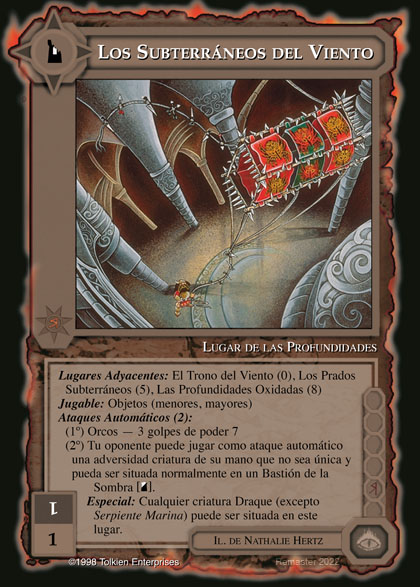 Los Subterráneos del Viento
Lugar de las Profundidades
Lugares Adyacentes: El Trono del Viento (0), Los Prados
Subterráneos (5), Las Profundidades Oxidadas (8)
Jugable: Objetos (menores, mayores)
Ataques Automáticos (2):
(1º) Orcos — 3 golpes de poder 7
(2º) Tu oponente puede jugar como ataque automático
una adversidad criatura de su mano que no sea única y
pueda ser situada normalmente en un Bastión de la
Sombra [].
Especial: Cualquier criatura Draque (excepto
Serpiente Marina) puede ser situada en este
lugar.
1
1
Il. de Nathalie Hertz
©1998 Tolkien Enterprises
Remaster 2022